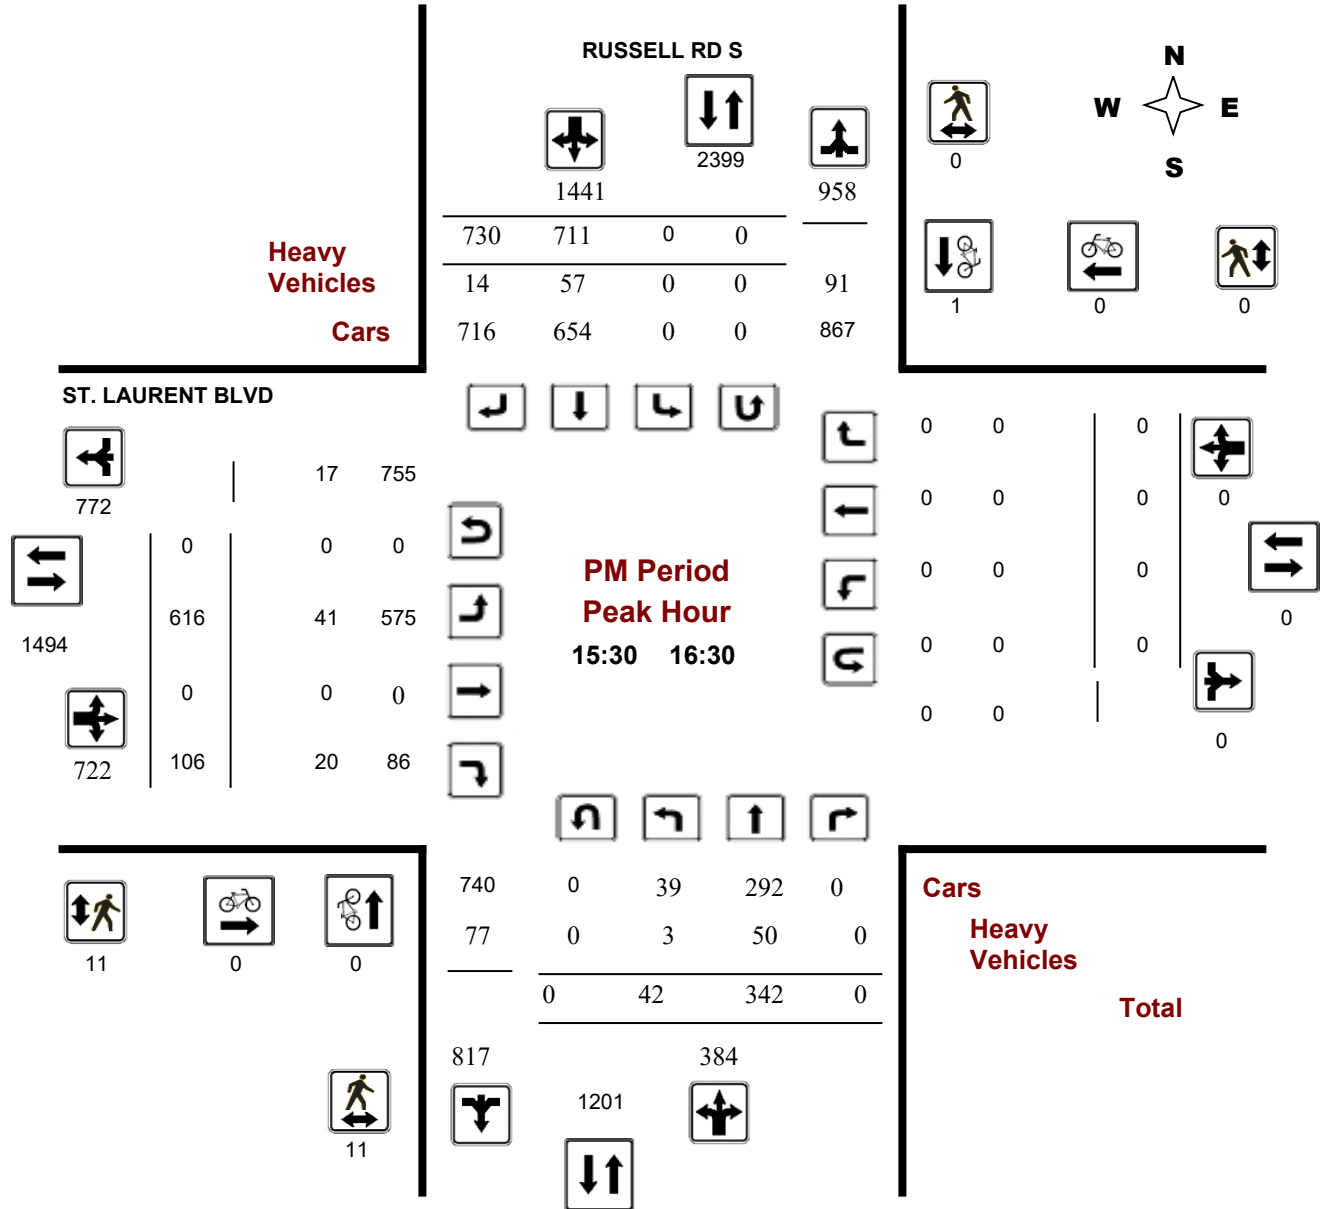 RUSSELL RD S
N
W E
S
2399
0
1441
958
730 711 0 0
Heavy
Vehicles
14 57 0 0 91
1 0 0
Cars
716 654 0 0 867
ST. LAURENT BLVD
0 0 0
17 755
772
0 0 0 0
0 0 0
PM Period
0 0 0
Peak Hour
616 41 575
0
1494
15:30 16:30
0 0 0
0 0 0
0 0
0
722
106 20 86
740 0 39 292 0
Cars
77 0 3 50 0
Heavy
Vehicles
11 0 0
0 42 342 0
Total
817 384
1201
11